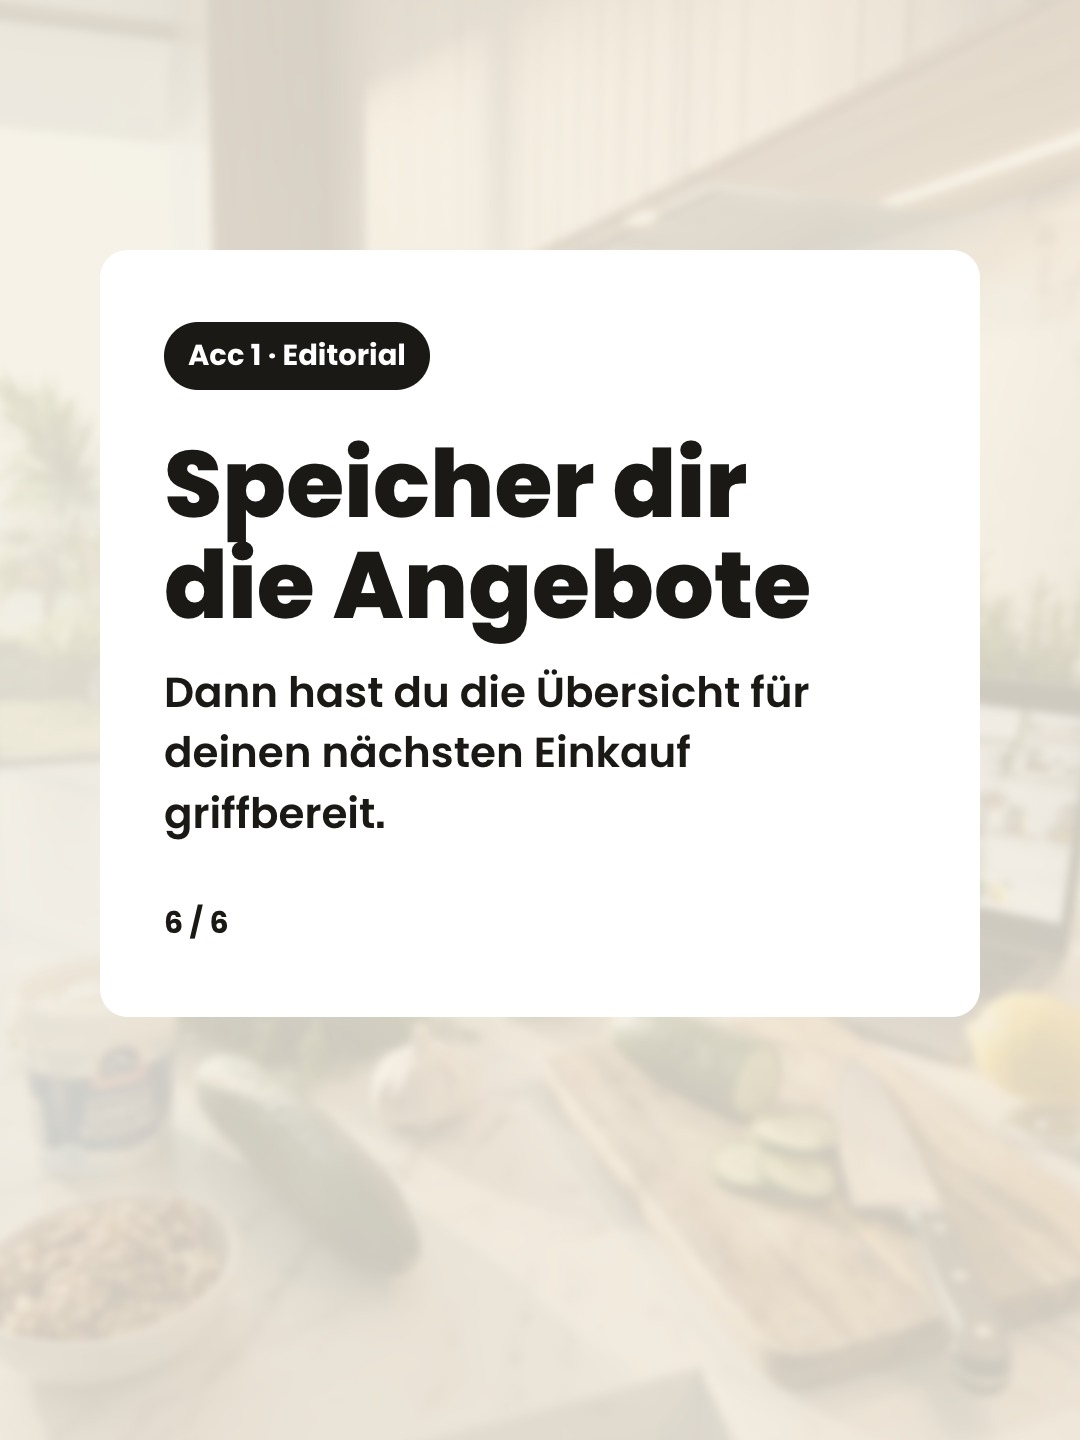 Acc 1 · Editorial
Speicher dir
die Angebote
Dann hast du die Übersicht für
deinen nächsten Einkauf
griffbereit.
6 / 6